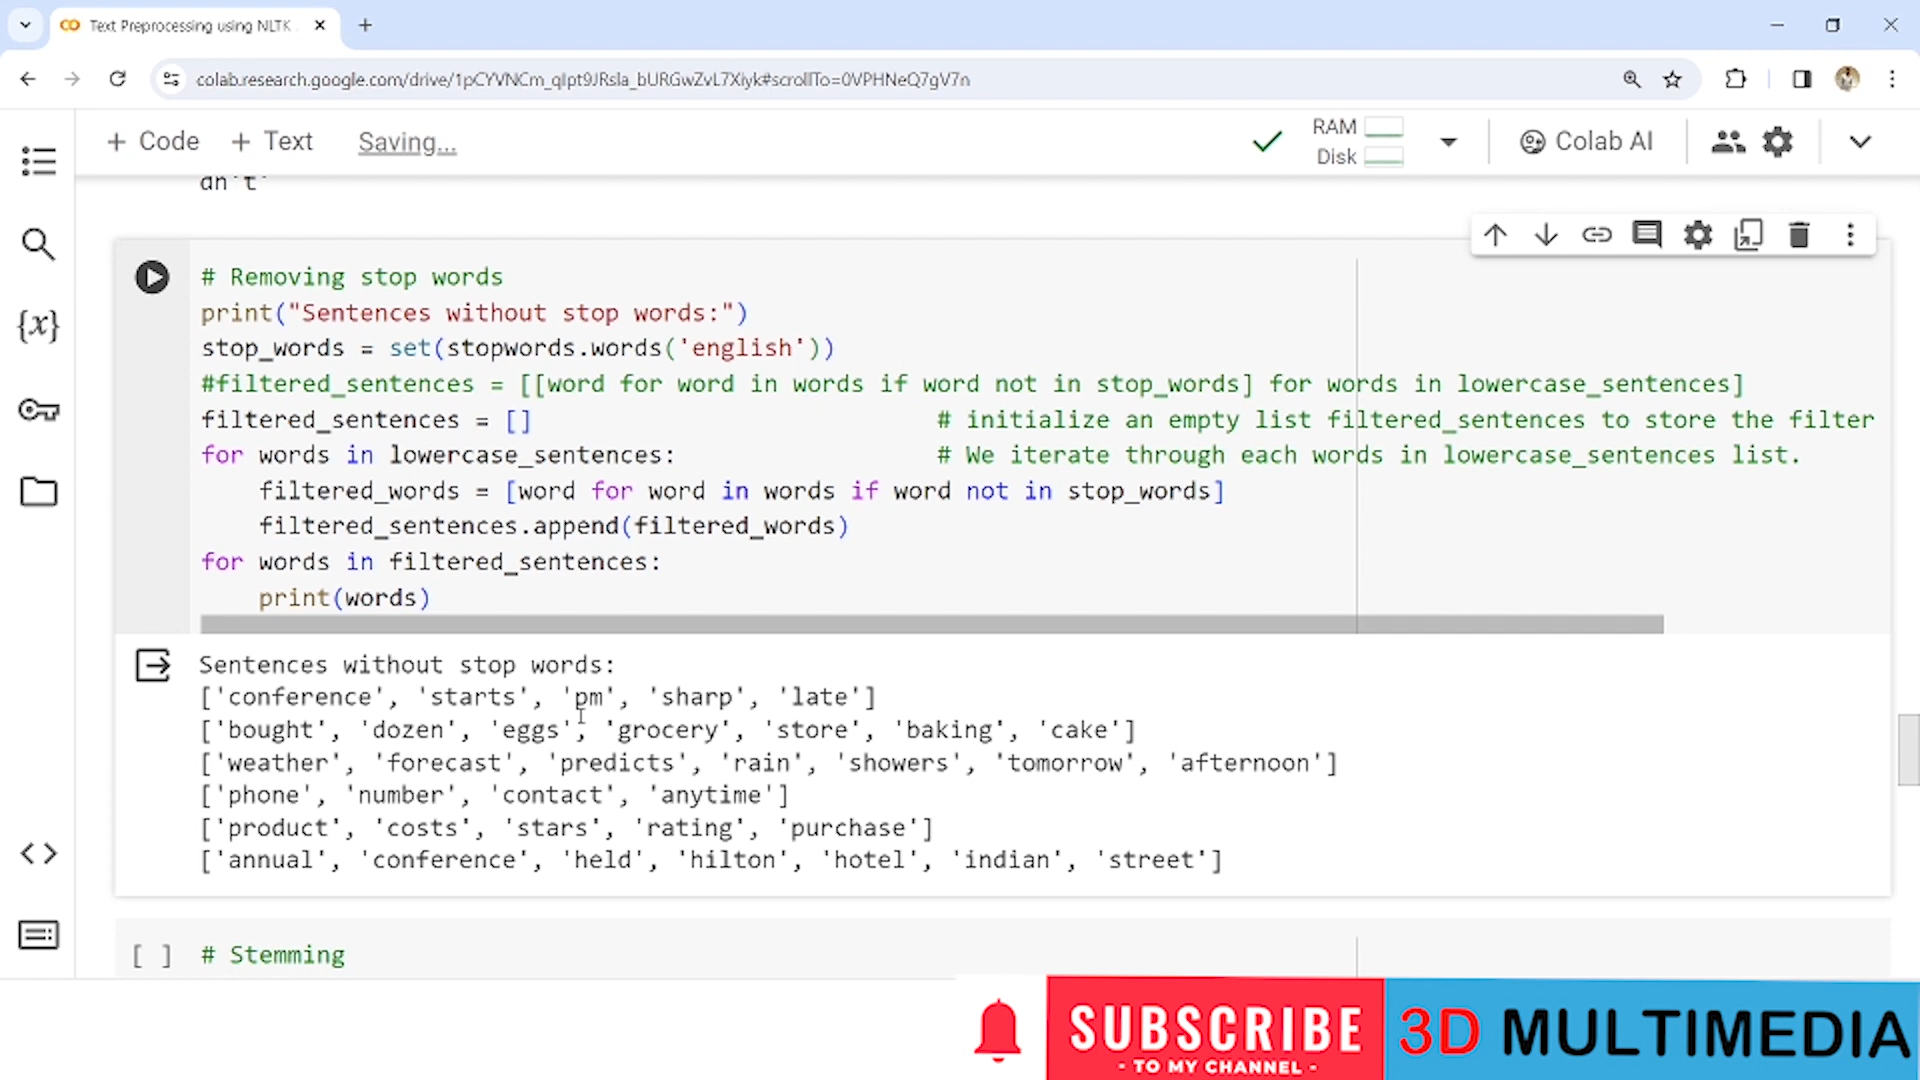 Text Preprocessing using NLTK
colab.research.google.com/drive/1pCYVNCm_qIpt9JRsla_bURGwZvL7Xiyk#scrollTo=0VPHNeQ7gV7n
+ Code + Text Saving...
RAM
Disk
Colab AI
dn't'
# Removing stop words
print("Sentences without stop words:")
stop_words = set(stopwords.words('english'))
#filtered_sentences = [[word for word in words if word not in stop_words] for words in lowercase_sentences]
filtered_sentences = [] # initialize an empty list filtered_sentences to store the filter
for words in lowercase_sentences: # We iterate through each words in lowercase_sentences list.
    filtered_words = [word for word in words if word not in stop_words]
    filtered_sentences.append(filtered_words)
for words in filtered_sentences:
    print(words)
Sentences without stop words:
['conference', 'starts', 'pm', 'sharp', 'late']
['bought', 'dozen', 'eggs', 'grocery', 'store', 'baking', 'cake']
['weather', 'forecast', 'predicts', 'rain', 'showers', 'tomorrow', 'afternoon']
['phone', 'number', 'contact', 'anytime']
['product', 'costs', 'stars', 'rating', 'purchase']
['annual', 'conference', 'held', 'hilton', 'hotel', 'indian', 'street']
[ ] # Stemming
SUBSCRIBE
- TO MY CHANNEL -
3D MULTIMEDIA